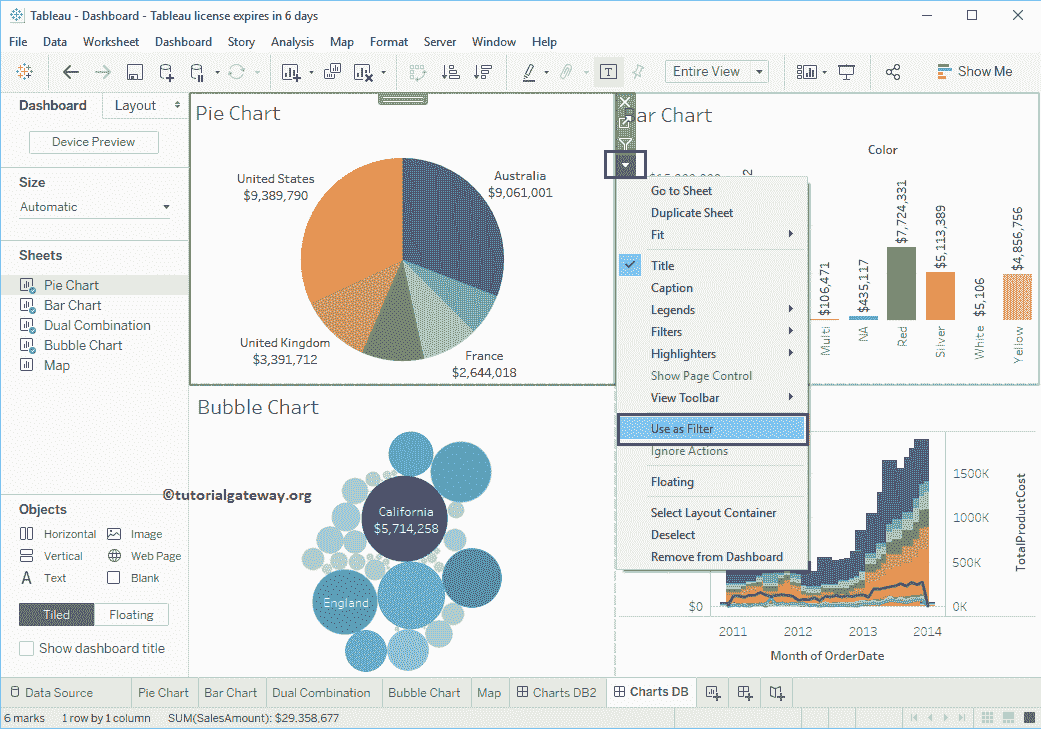 Tableau - Dashboard - Tableau license expires in 6 days
File Data Worksheet Dashboard Story Analysis Map Format Server Window Help
Entire View
Show Me
Dashboard Layout
Device Preview
Size
Automatic
Sheets
Pie Chart
Bar Chart
Dual Combination
Bubble Chart
Map
Objects
Horizontal Image
Vertical Web Page
A Text Blank
Tiled Floating
Show dashboard title
Pie Chart
United States
$9,389,790
Australia
$9,061,001
United Kingdom
$3,391,712
France
$2,644,018
Bar Chart
Color
$106,471
$435,117
$7,724,331
$5,113,389
$5,106
$4,856,756
Multi
NA
Red
Silver
White
Yellow
Go to Sheet
Duplicate Sheet
Fit
Title
Caption
Legends
Filters
Highlighters
Show Page Control
View Toolbar
Use as Filter
Ignore Actions
Floating
Select Layout Container
Deselect
Remove from Dashboard
Bubble Chart
©tutorialgateway.org
California
$5,714,258
England
1500K
1000K
500K
0K
TotalProductCost
$0
2011 2012 2013 2014
Month of OrderDate
Data Source Pie Chart Bar Chart Dual Combination Bubble Chart Map Charts DB2 Charts DB
6 marks 1 row by 1 column SUM(SalesAmount): $29,358,677